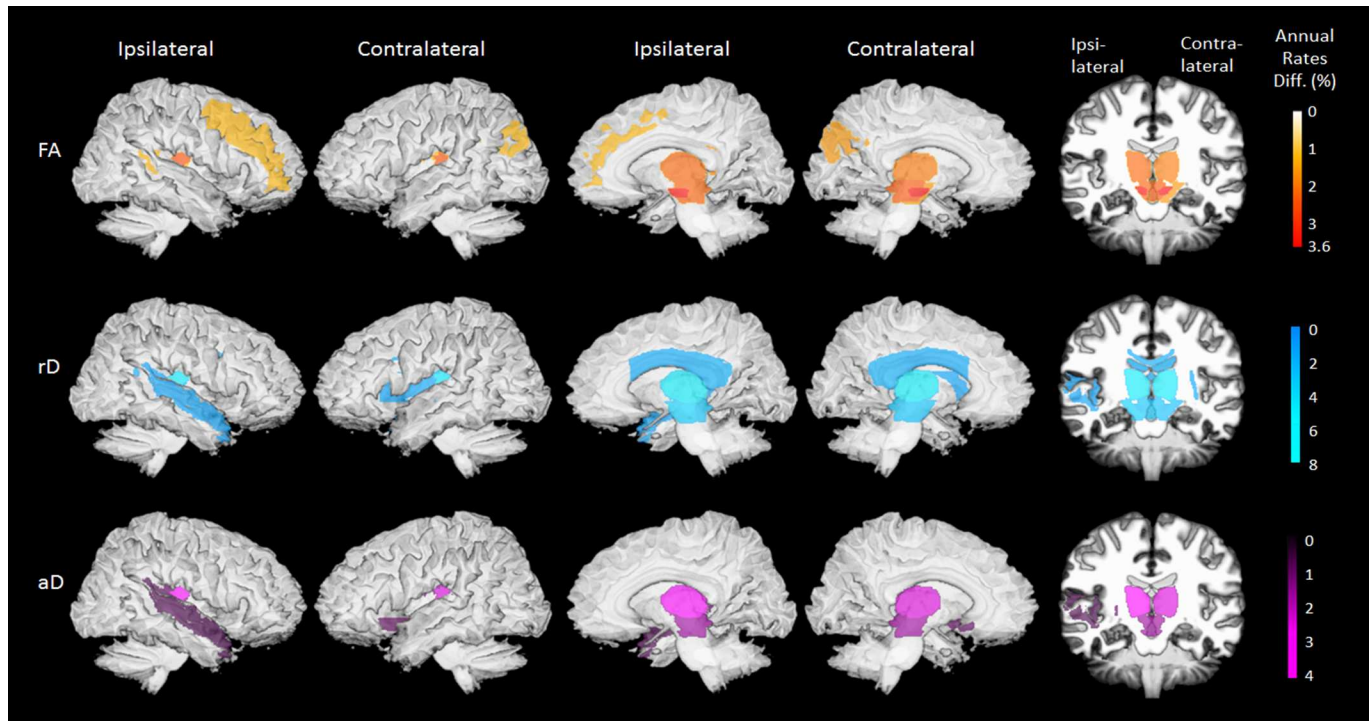 Ipsilateral
Contralateral
Ipsilateral
Contralateral
Ipsi-
lateral
Contra-
lateral
Annual
Rates
Diff. (%)
FA
0
1
2
3
3.6
rD
0
2
4
6
8
aD
0
1
2
3
4